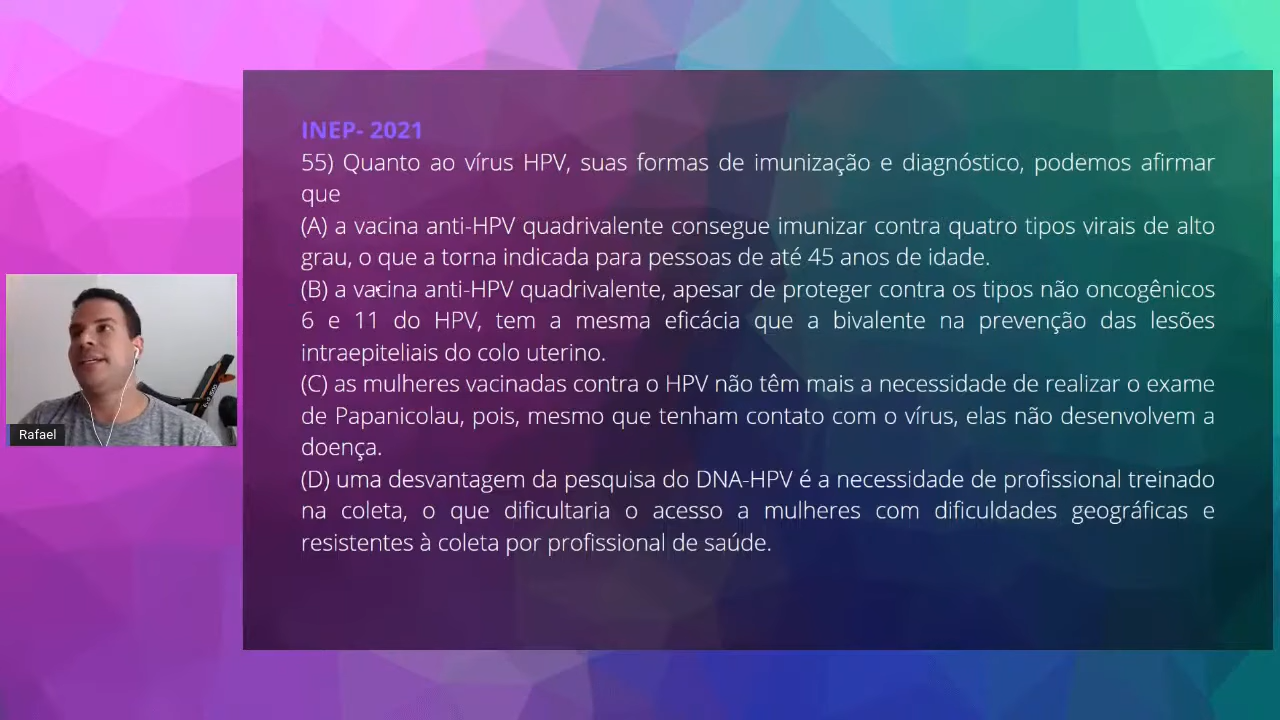 INEP- 2021
55) Quanto ao vírus HPV, suas formas de imunização e diagnóstico, podemos afirmar
que
(A) a vacina anti-HPV quadrivalente consegue imunizar contra quatro tipos virais de alto
grau, o que a torna indicada para pessoas de até 45 anos de idade.
(B) a vacina anti-HPV quadrivalente, apesar de proteger contra os tipos não oncogênicos
6 e 11 do HPV, tem a mesma eficácia que a bivalente na prevenção das lesões
intraepiteliais do colo uterino.
(C) as mulheres vacinadas contra o HPV não têm mais a necessidade de realizar o exame
de Papanicolau, pois, mesmo que tenham contato com o vírus, elas não desenvolvem a
doença.
(D) uma desvantagem da pesquisa do DNA-HPV é a necessidade de profissional treinado
na coleta, o que dificultaria o acesso a mulheres com dificuldades geográficas e
resistentes à coleta por profissional de saúde.
Rafael